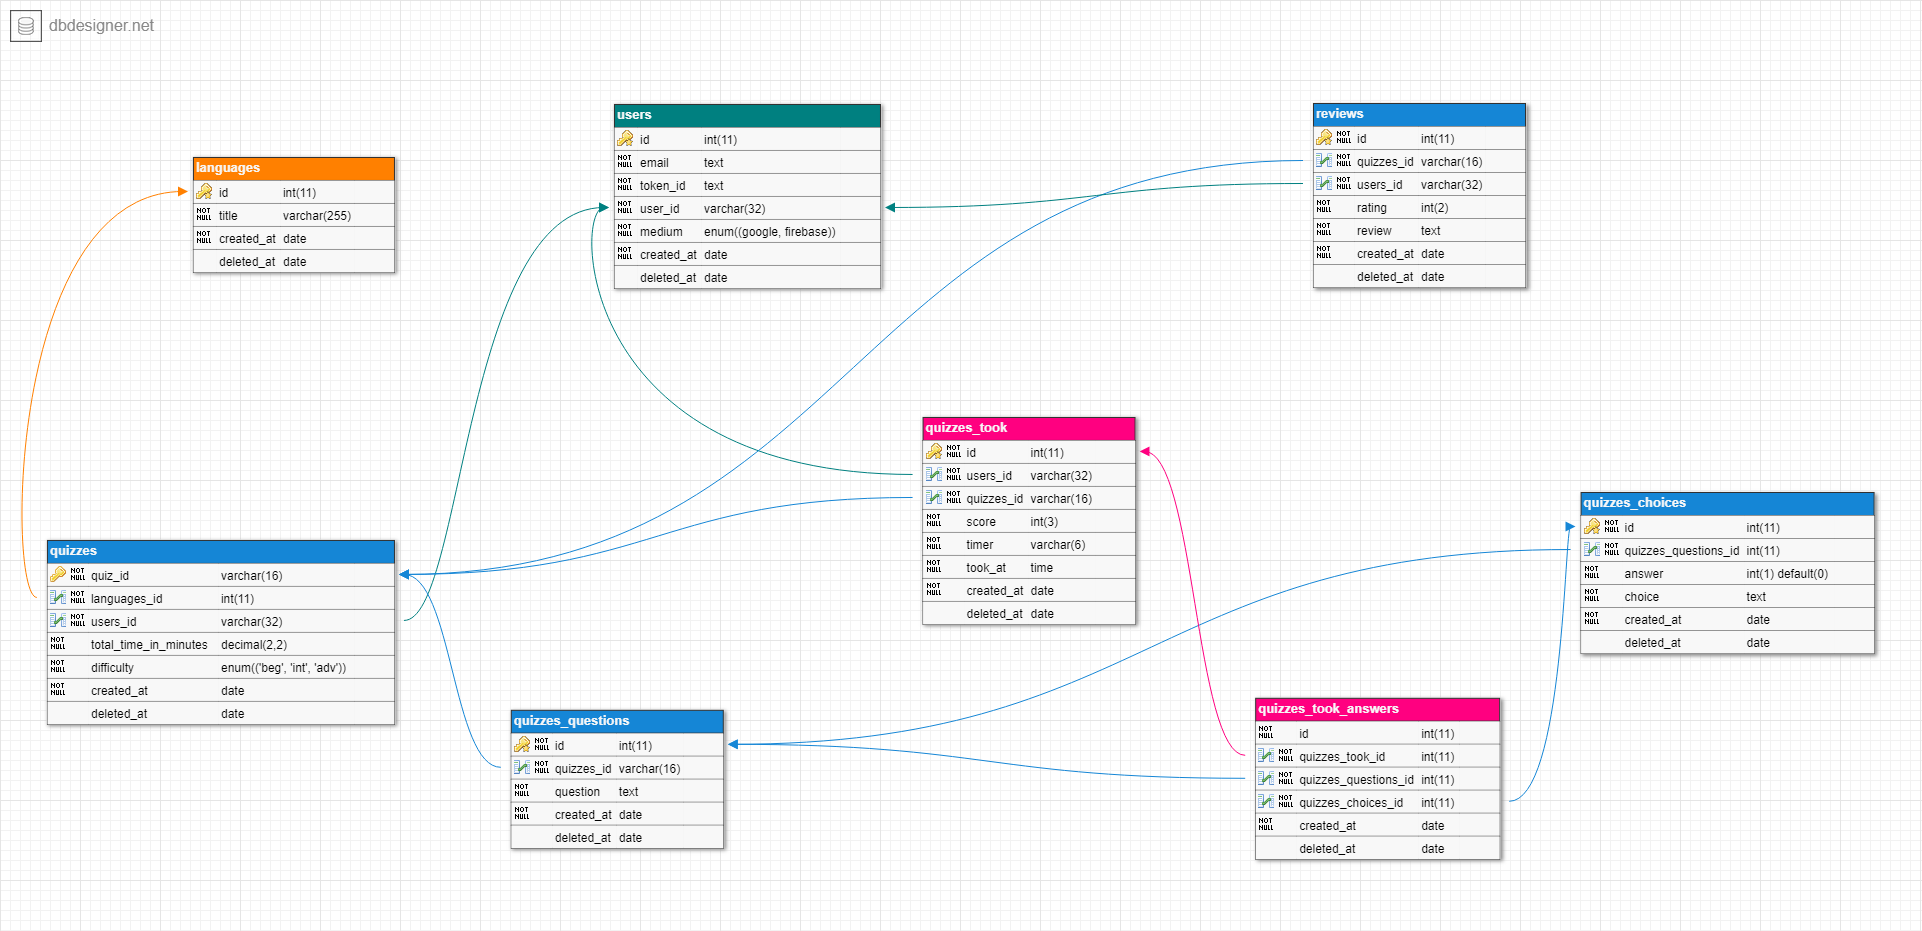 dbdesigner.net
languages
id int(11)
NOT NULL title varchar(255)
NOT NULL created_at date
deleted_at date
users
id int(11)
NOT NULL email text
NOT NULL token_id text
NOT NULL user_id varchar(32)
NOT NULL medium enum((google, firebase))
NOT NULL created_at date
deleted_at date
reviews
NOT NULL id int(11)
NOT NULL quizzes_id varchar(16)
NOT NULL users_id varchar(32)
NOT NULL rating int(2)
NOT NULL review text
NOT NULL created_at date
deleted_at date
quizzes_took
NOT NULL id int(11)
NOT NULL users_id varchar(32)
NOT NULL quizzes_id varchar(16)
NOT NULL score int(3)
NOT NULL timer varchar(6)
NOT NULL took_at time
NOT NULL created_at date
deleted_at date
quizzes_choices
NOT NULL id int(11)
NOT NULL quizzes_questions_id int(11)
NOT NULL answer int(1) default(0)
NOT NULL choice text
NOT NULL created_at date
deleted_at date
quizzes
NOT NULL quiz_id varchar(16)
NOT NULL languages_id int(11)
NOT NULL users_id varchar(32)
NOT NULL total_time_in_minutes decimal(2,2)
NOT NULL difficulty enum(('beg', 'int', 'adv'))
NOT NULL created_at date
deleted_at date
quizzes_questions
NOT NULL id int(11)
NOT NULL quizzes_id varchar(16)
NOT NULL question text
NOT NULL created_at date
deleted_at date
quizzes_took_answers
NOT NULL id int(11)
NOT NULL quizzes_took_id int(11)
NOT NULL quizzes_questions_id int(11)
NOT NULL quizzes_choices_id int(11)
NOT NULL created_at date
deleted_at date